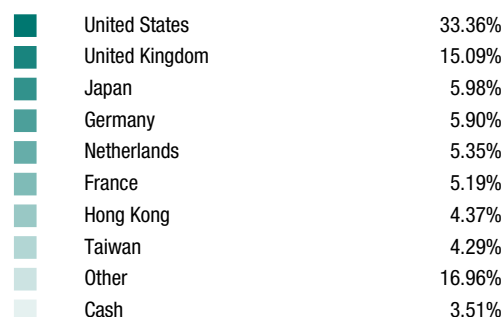 United States 33.36%
United Kingdom 15.09%
Japan 5.98%
Germany 5.90%
Netherlands 5.35%
France 5.19%
Hong Kong 4.37%
Taiwan 4.29%
Other 16.96%
Cash 3.51%